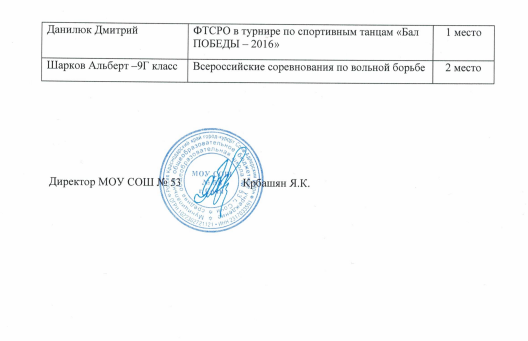 Данилюк Дмитрий ФТСРО в турнире по спортивным танцам «Бал 1 место
ПОБЕДЫ – 2016»
Шарков Альберт –9Г класс Всероссийские соревнования по вольной борьбе 2 место
МОУ СОШ
Директор МОУ СОШ № 53 Крбашян Я.К.